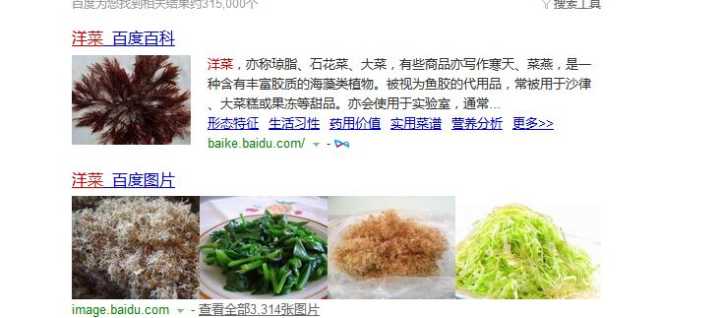 百度为您找到相关结果约315,000个 搜索工具
洋菜_百度百科
洋菜，亦称琼脂、石花菜、大菜，有些商品亦写作寒天、菜燕，是一
种含有丰富胶质的海藻类植物。被视为鱼胶的代用品，常被用于沙律
、大菜糕或果冻等甜品。亦会使用于实验室，通常...
形态特征 生活习性 药用价值 实用菜谱 营养分析 更多>>
baike.baidu.com/ -
洋菜_百度图片
image.baidu.com - 查看全部3,314张图片